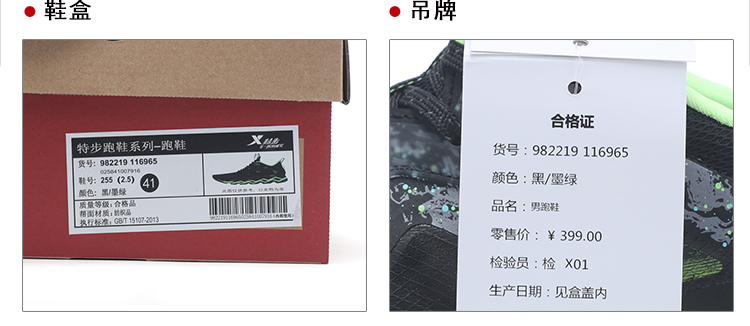 鞋盒
特步跑鞋系列-跑鞋
货号: 982219 116965
025841007916
鞋号: 255 (2.5) 41
颜色: 黑/墨绿
质量等级: 合格品
帮面材质: 纺织品
执行标准: GB/T 15107-2013
X 特步
吊牌
合格证
货号: 982219 116965
颜色: 黑/墨绿
品名: 男跑鞋
零售价: ¥ 399.00
检验员: 检 X01
生产日期: 见盒盖内